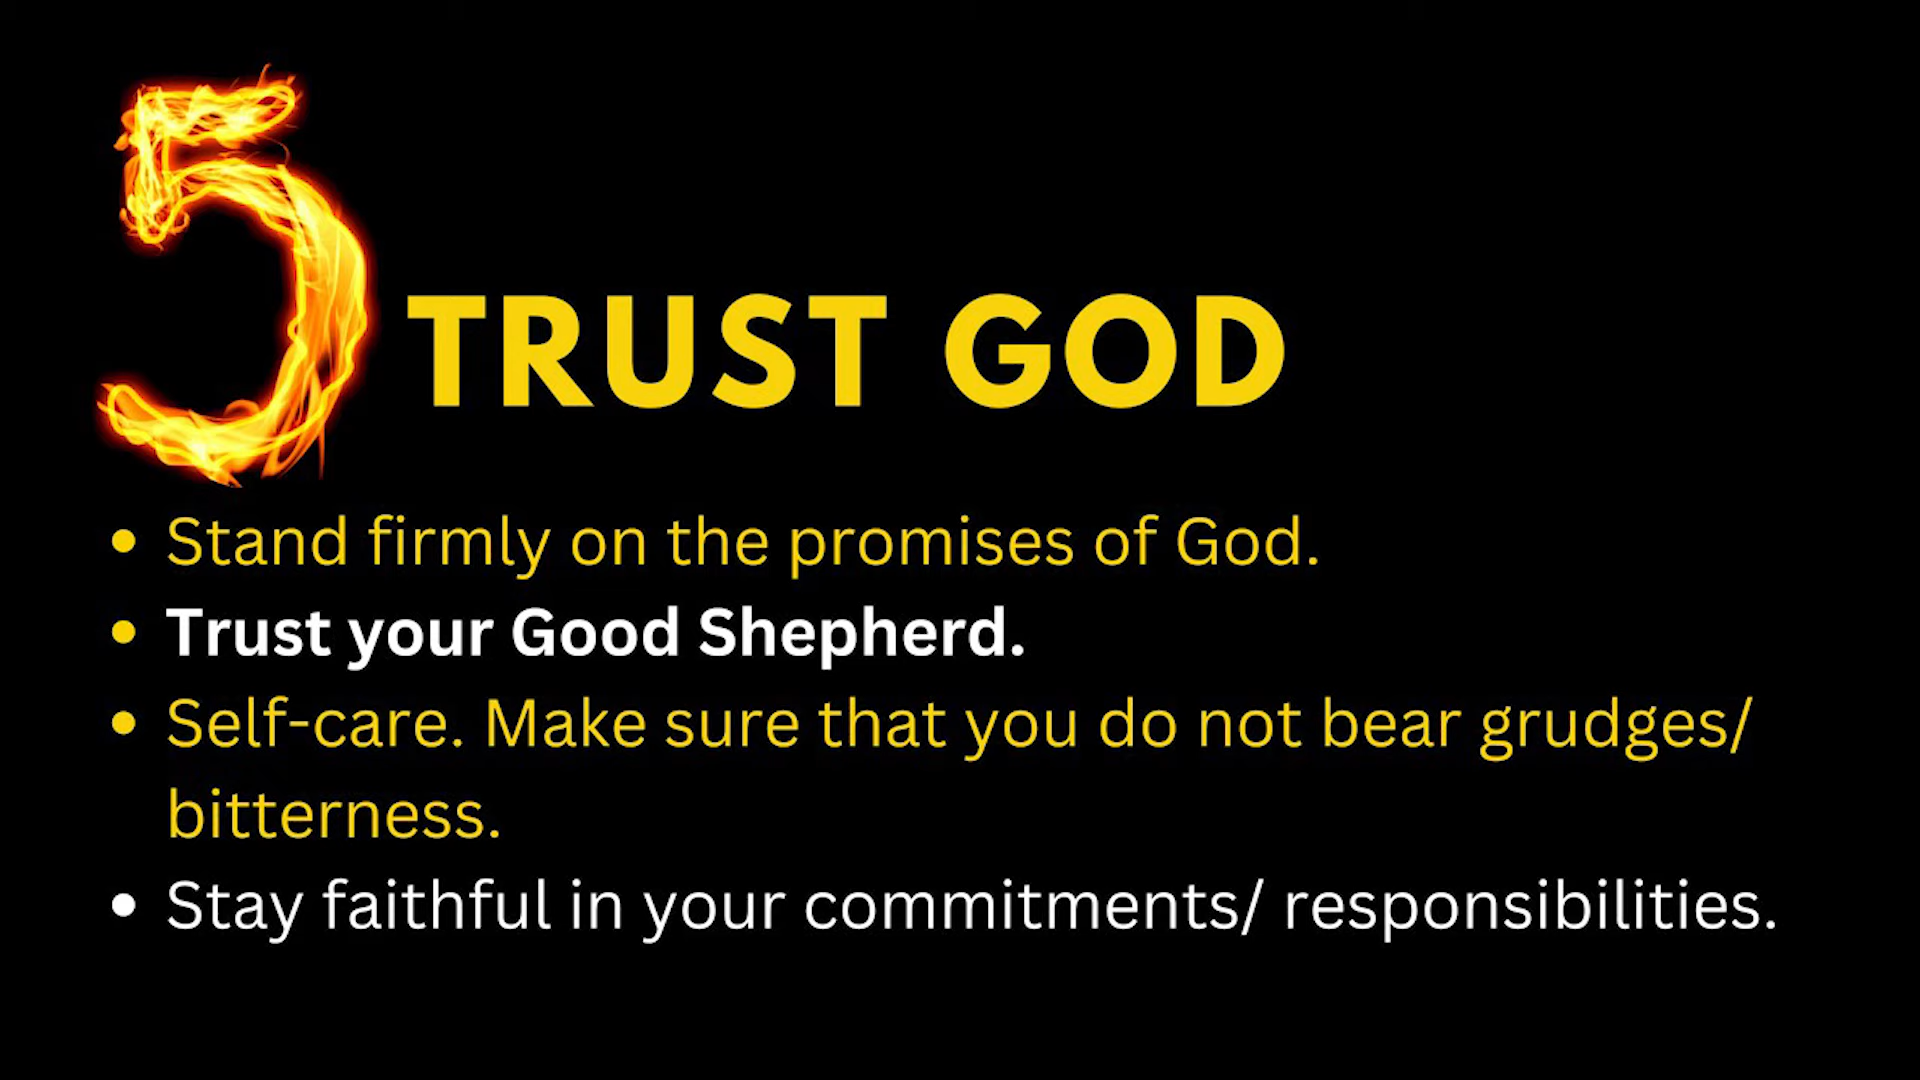 5 TRUST GOD
• Stand firmly on the promises of God.
• Trust your Good Shepherd.
• Self-care. Make sure that you do not bear grudges/
bitterness.
• Stay faithful in your commitments/ responsibilities.